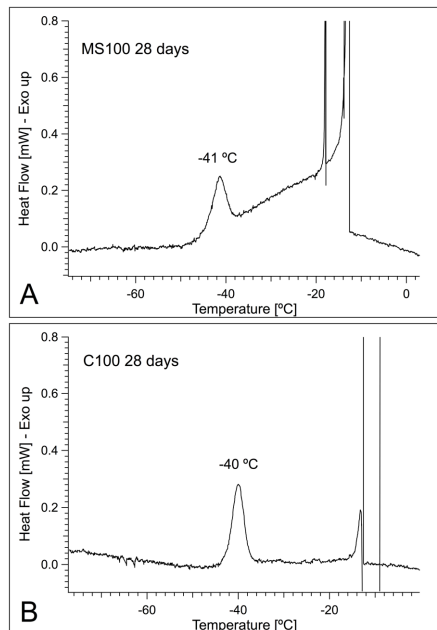 0.8
MS100 28 days
0.6
0.4
-41 ºC
0.2
0.0
Heat Flow [mW] - Exo up
-60
-40
-20
0
Temperature [ºC]
A
0.8
C100 28 days
0.6
0.4
-40 ºC
0.2
0.0
Heat Flow [mW] - Exo up
-60
-40
-20
0
Temperature [ºC]
B